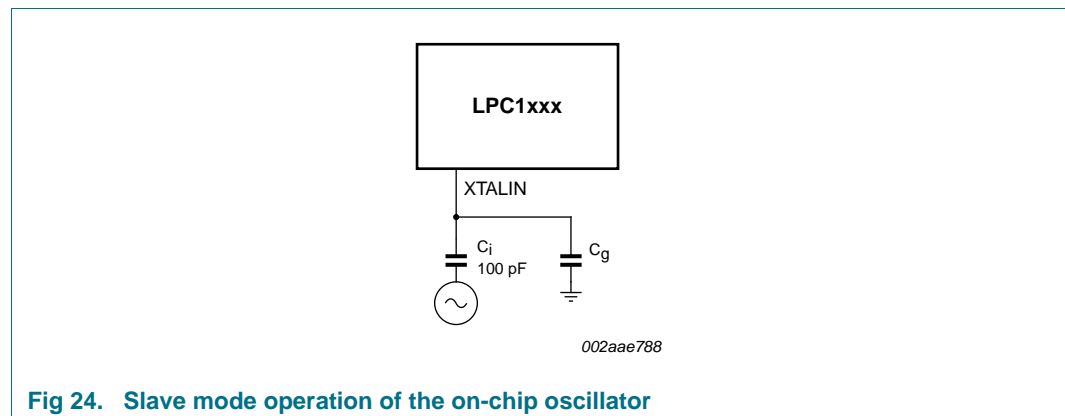 LPC1xxx
XTALIN
Ci
100 pF
Cg
002aae788
Fig 24. Slave mode operation of the on-chip oscillator